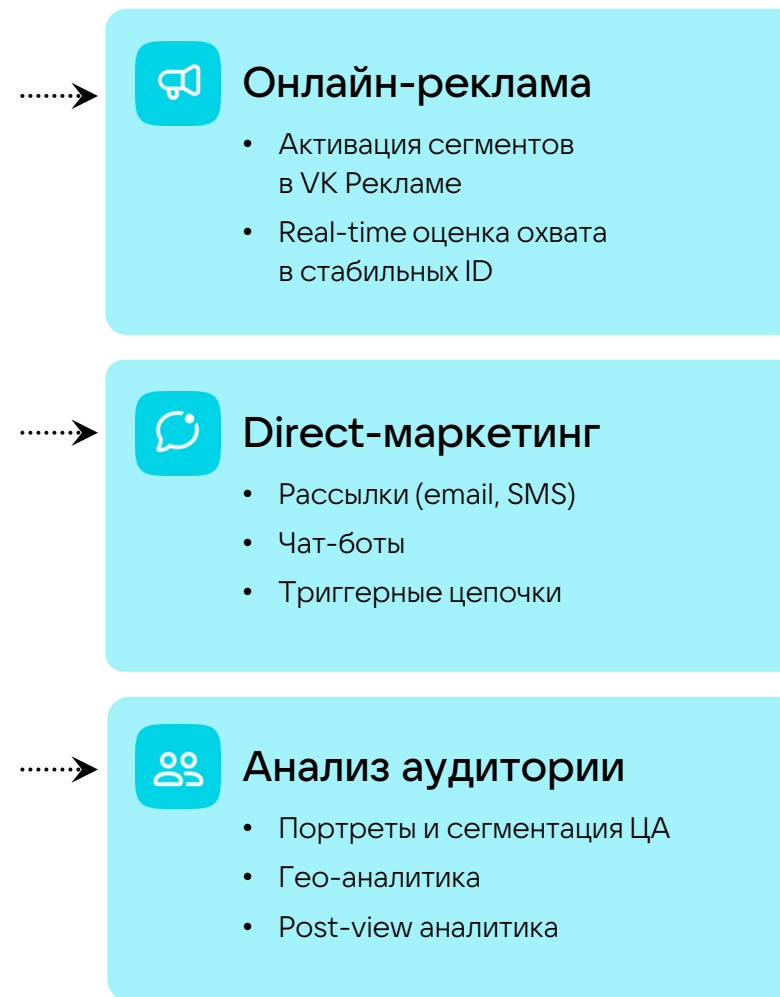 Онлайн-реклама
• Активация сегментов
в VK Рекламе
• Real-time оценка охвата
в стабильных ID
Direct-маркетинг
• Рассылки (email, SMS)
• Чат-боты
• Триггерные цепочки
Анализ аудитории
• Портреты и сегментация ЦА
• Гео-аналитика
• Post-view аналитика